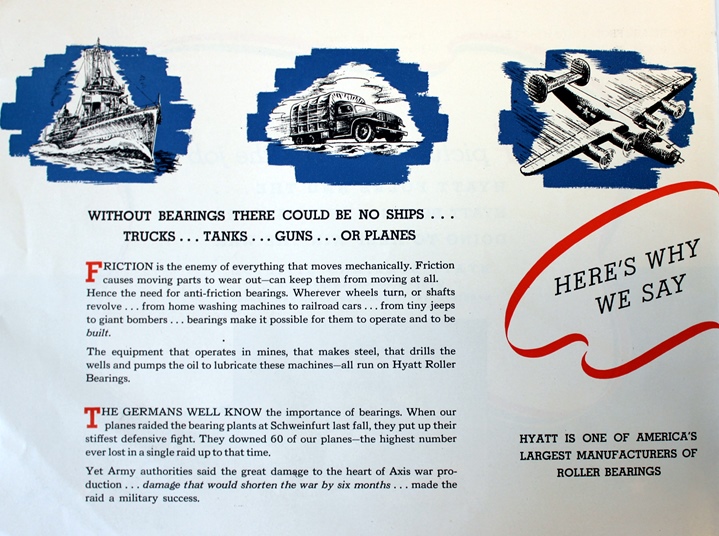 WITHOUT BEARINGS THERE COULD BE NO SHIPS . . .
TRUCKS . . . TANKS . . . GUNS . . . OR PLANES
FRICTION is the enemy of everything that moves mechanically. Friction
causes moving parts to wear out—can keep them from moving at all.
Hence the need for anti-friction bearings. Wherever wheels turn, or shafts
revolve . . . from home washing machines to railroad cars . . . from tiny jeeps
to giant bombers . . . bearings make it possible for them to operate and to be
built.
The equipment that operates in mines, that makes steel, that drills the
wells and pumps the oil to lubricate these machines—all run on Hyatt Roller
Bearings.
THE GERMANS WELL KNOW the importance of bearings. When our
planes raided the bearing plants at Schweinfurt last fall, they put up their
stiffest defensive fight. They downed 60 of our planes—the highest number
ever lost in a single raid up to that time.
Yet Army authorities said the great damage to the heart of Axis war pro-
duction . . . damage that would shorten the war by six months . . . made the
raid a military success.
HERE'S WHY
WE SAY
HYATT IS ONE OF AMERICA'S
LARGEST MANUFACTURERS OF
ROLLER BEARINGS